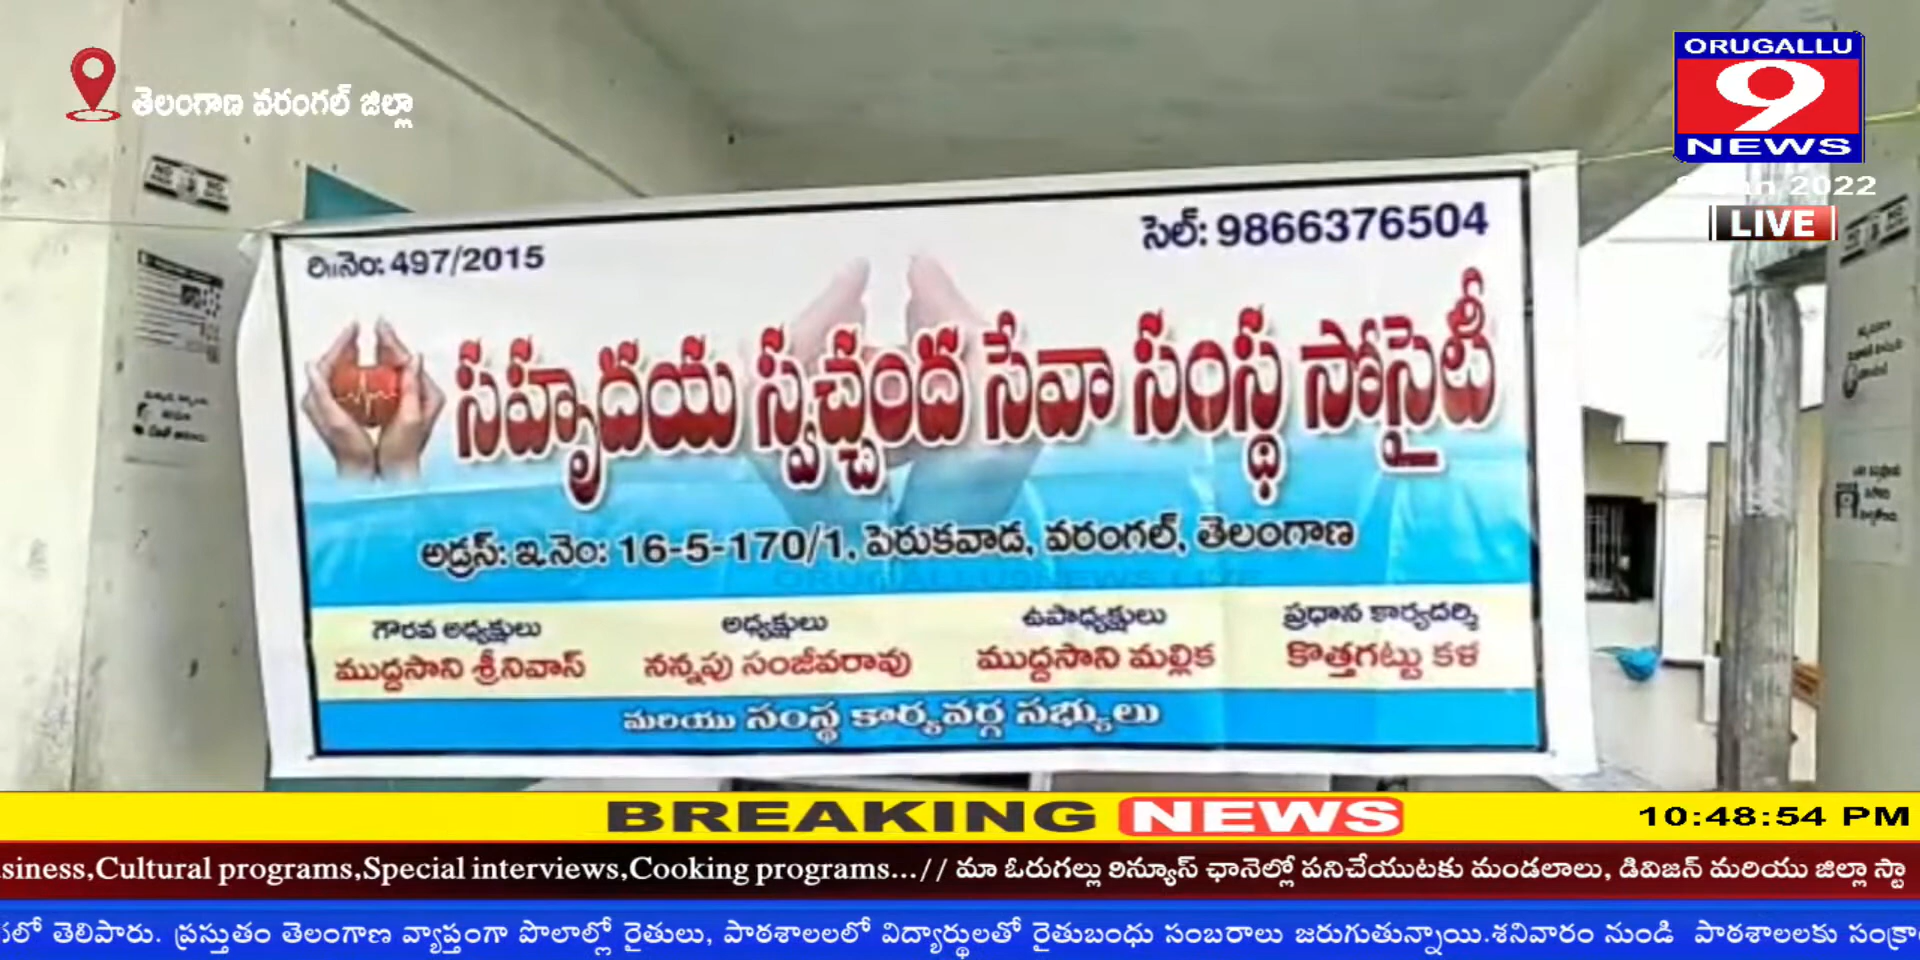 తెలంగాణ వరంగల్ జిల్లా
ORUGALLU
9
NEWS
2022
LIVE
రి॥నెం: 497/2015
సెల్: 9866376504
సహృదయ స్వచ్ఛంద సేవా సంస్థ సోసైటీ
అడ్రస్: ఇ.నెం: 16-5-170/1, పెరుకవాడ, వరంగల్, తెలంగాణ
ORUGALLU9NEWS LIVE
గౌరవ అధ్యక్షులు
ముద్దసాని శ్రీనివాస్
అధ్యక్షులు
నన్నపు సంజీవరావు
ఉపాధ్యక్షులు
ముద్దసాని మల్లిక
ప్రధాన కార్యదర్శి
కొత్తగట్టు కళ
మరియు సంస్థ కార్యవర్గ సభ్యులు
BREAKING NEWS
10:48:54 PM
siness,Cultural programs,Special interviews,Cooking programs...// మా ఓరుగల్లు 9న్యూస్ ఛానెల్లో పనిచేయుటకు మండలాలు, డివిజన్ మరియు జిల్లా స్టా
లో తెలిపారు. ప్రస్తుతం తెలంగాణ వ్యాప్తంగా పొలాల్లో రైతులు, పాఠశాలలలో విద్యార్థులతో రైతుబంధు సంబరాలు జరుగుతున్నాయి.శనివారం నుండి పాఠశాలలకు సంక్రా